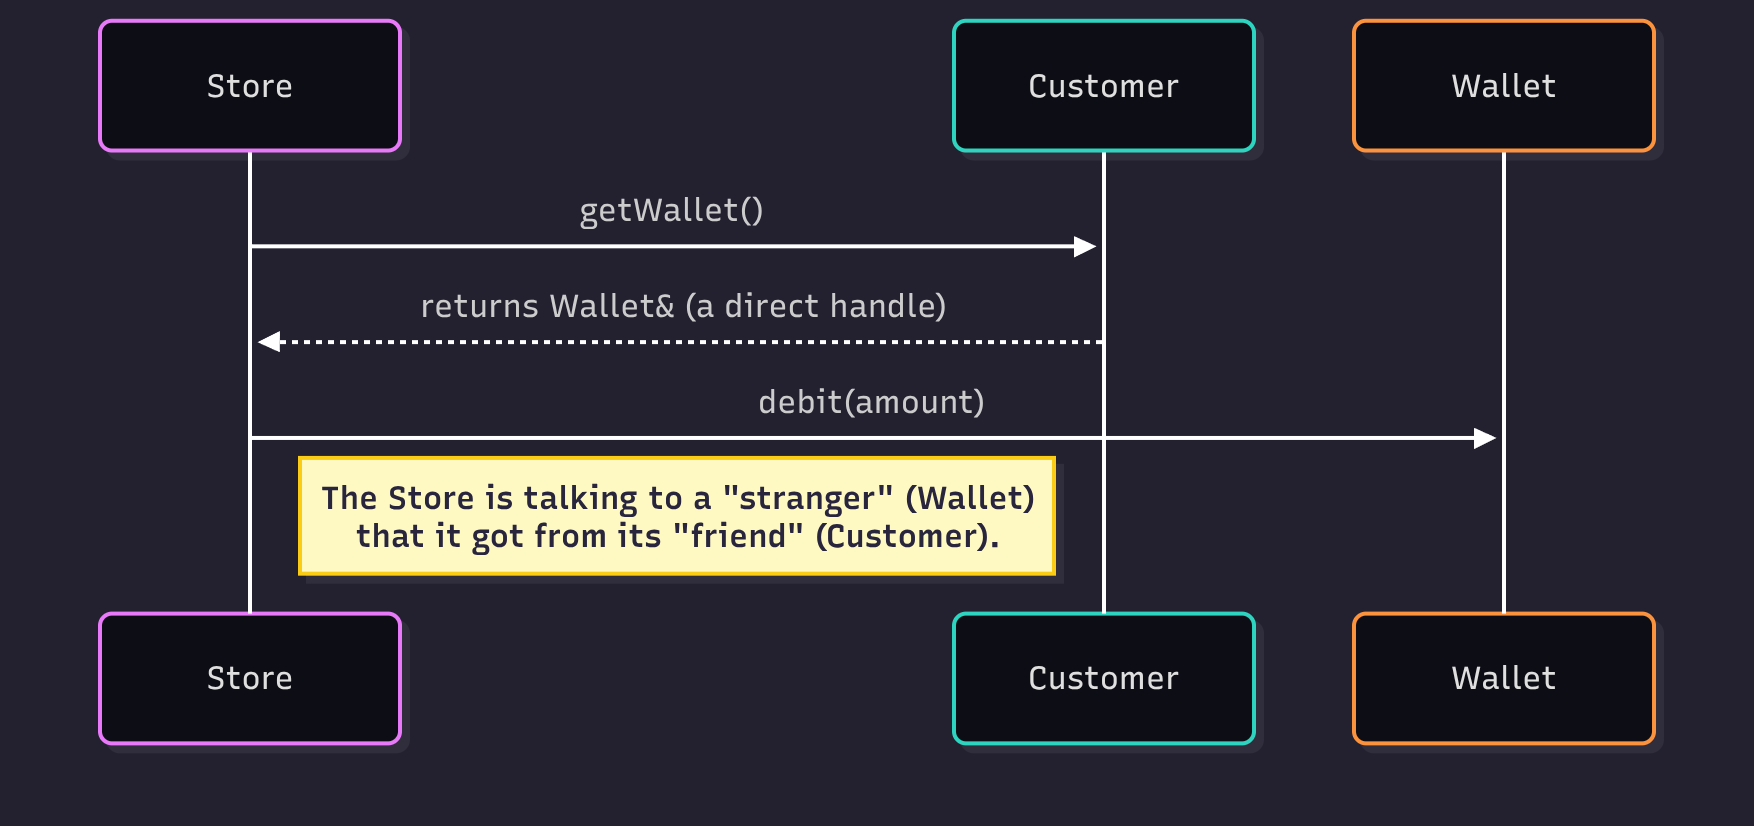 Store
Customer
Wallet
getWallet()
returns Wallet& (a direct handle)
debit(amount)
The Store is talking to a "stranger" (Wallet)
that it got from its "friend" (Customer).
Store
Customer
Wallet